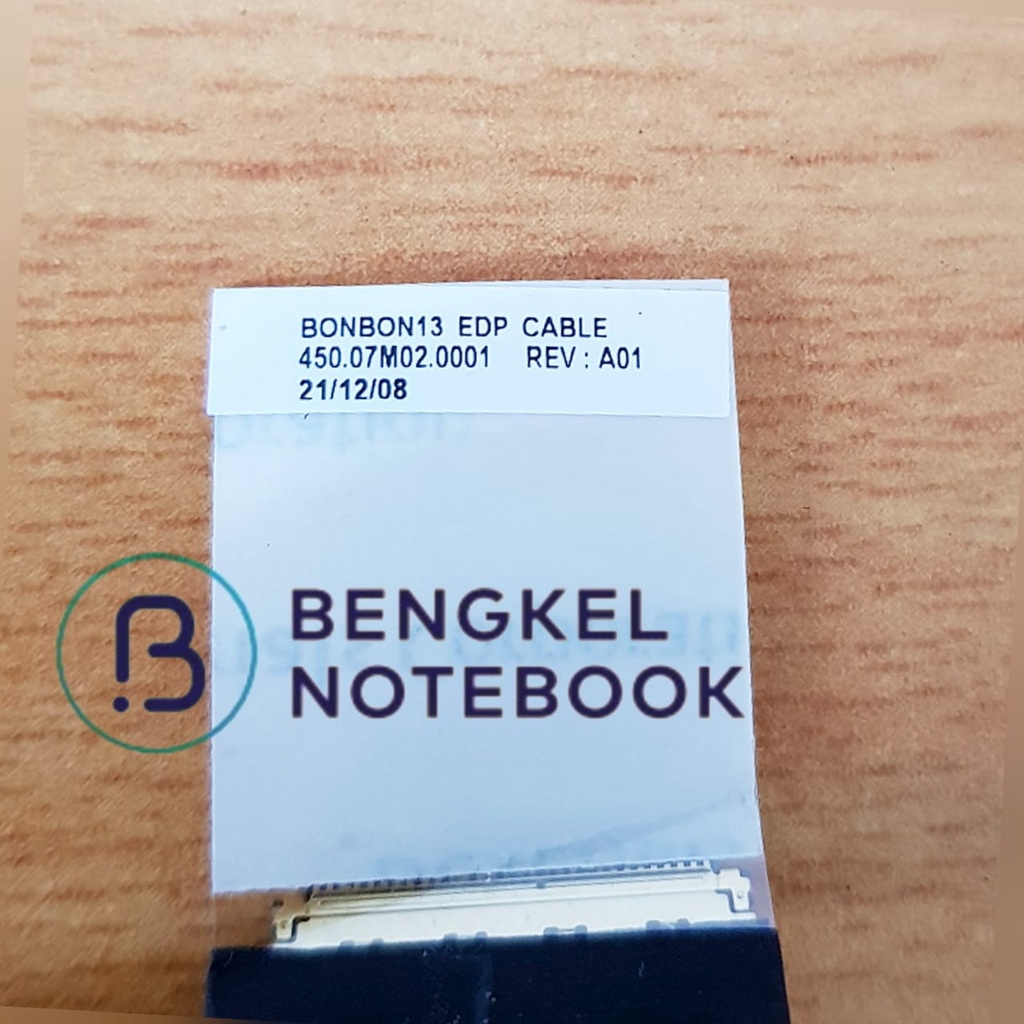 BONBON13 EDP CABLE
450.07M02.0001 REV : A01
21/12/08
BENGKEL
NOTEBOOK